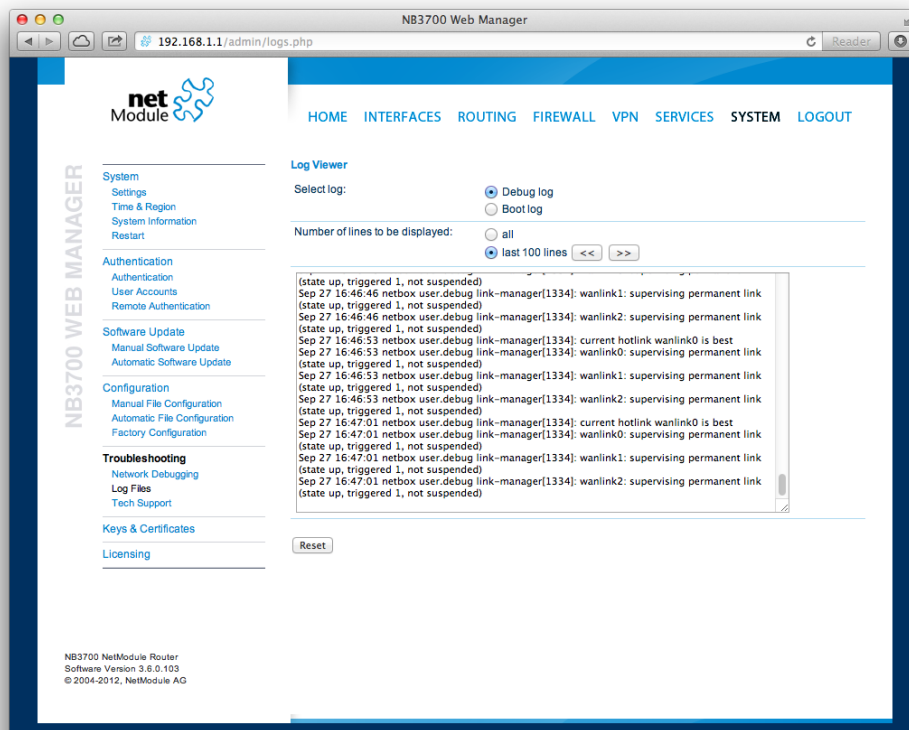 NB3700 Web Manager
192.168.1.1/admin/logs.php
Reader
net
Module
HOME INTERFACES ROUTING FIREWALL VPN SERVICES SYSTEM LOGOUT
NB3700 WEB MANAGER
System
Settings
Time & Region
System Information
Restart
Authentication
Authentication
User Accounts
Remote Authentication
Software Update
Manual Software Update
Automatic Software Update
Configuration
Manual File Configuration
Automatic File Configuration
Factory Configuration
Troubleshooting
Network Debugging
Log Files
Tech Support
Keys & Certificates
Licensing
Log Viewer
Select log:
Debug log
Boot log
Number of lines to be displayed:
all
last 100 lines << >>
(state up, triggered 1, not suspended)
Sep 27 16:46:46 netbox user.debug link-manager[1334]: wanlink1: supervising permanent link
(state up, triggered 1, not suspended)
Sep 27 16:46:46 netbox user.debug link-manager[1334]: wanlink2: supervising permanent link
(state up, triggered 1, not suspended)
Sep 27 16:46:53 netbox user.debug link-manager[1334]: current hotlink wanlink0 is best
Sep 27 16:46:53 netbox user.debug link-manager[1334]: wanlink0: supervising permanent link
(state up, triggered 1, not suspended)
Sep 27 16:46:53 netbox user.debug link-manager[1334]: wanlink1: supervising permanent link
(state up, triggered 1, not suspended)
Sep 27 16:46:53 netbox user.debug link-manager[1334]: wanlink2: supervising permanent link
(state up, triggered 1, not suspended)
Sep 27 16:47:01 netbox user.debug link-manager[1334]: current hotlink wanlink0 is best
Sep 27 16:47:01 netbox user.debug link-manager[1334]: wanlink0: supervising permanent link
(state up, triggered 1, not suspended)
Sep 27 16:47:01 netbox user.debug link-manager[1334]: wanlink1: supervising permanent link
(state up, triggered 1, not suspended)
Sep 27 16:47:01 netbox user.debug link-manager[1334]: wanlink2: supervising permanent link
(state up, triggered 1, not suspended)
Reset
NB3700 NetModule Router
Software Version 3.6.0.103
© 2004-2012, NetModule AG